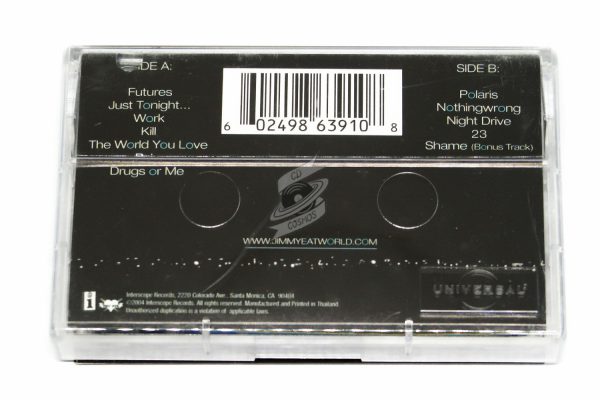 SIDE A:
Futures
Just Tonight...
Work
Kill
The World You Love
Drugs or Me
6 02498 63910 8
SIDE B:
Polaris
Nothingwrong
Night Drive
23
Shame (Bonus Track)
CD
COSMOS
WWW.JIMMYEATWORLD.COM
Interscope Records, 2220 Colorado Ave., Santa Monica, CA 90404
©2004 Interscope Records. All rights reserved. Manufactured and Printed in Thailand
Unauthorized duplication is a violation of applicable laws.
UNIVERSAL